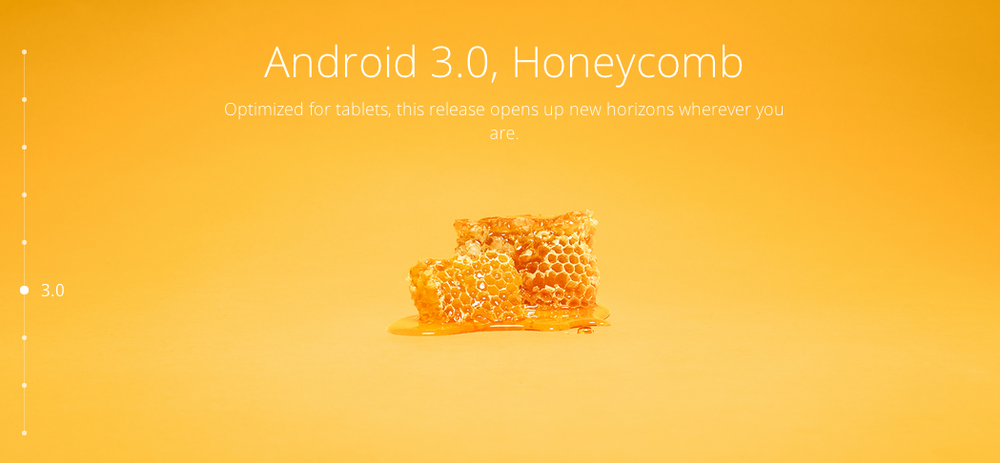 Android 3.0, Honeycomb
Optimized for tablets, this release opens up new horizons wherever you
are.
3.0